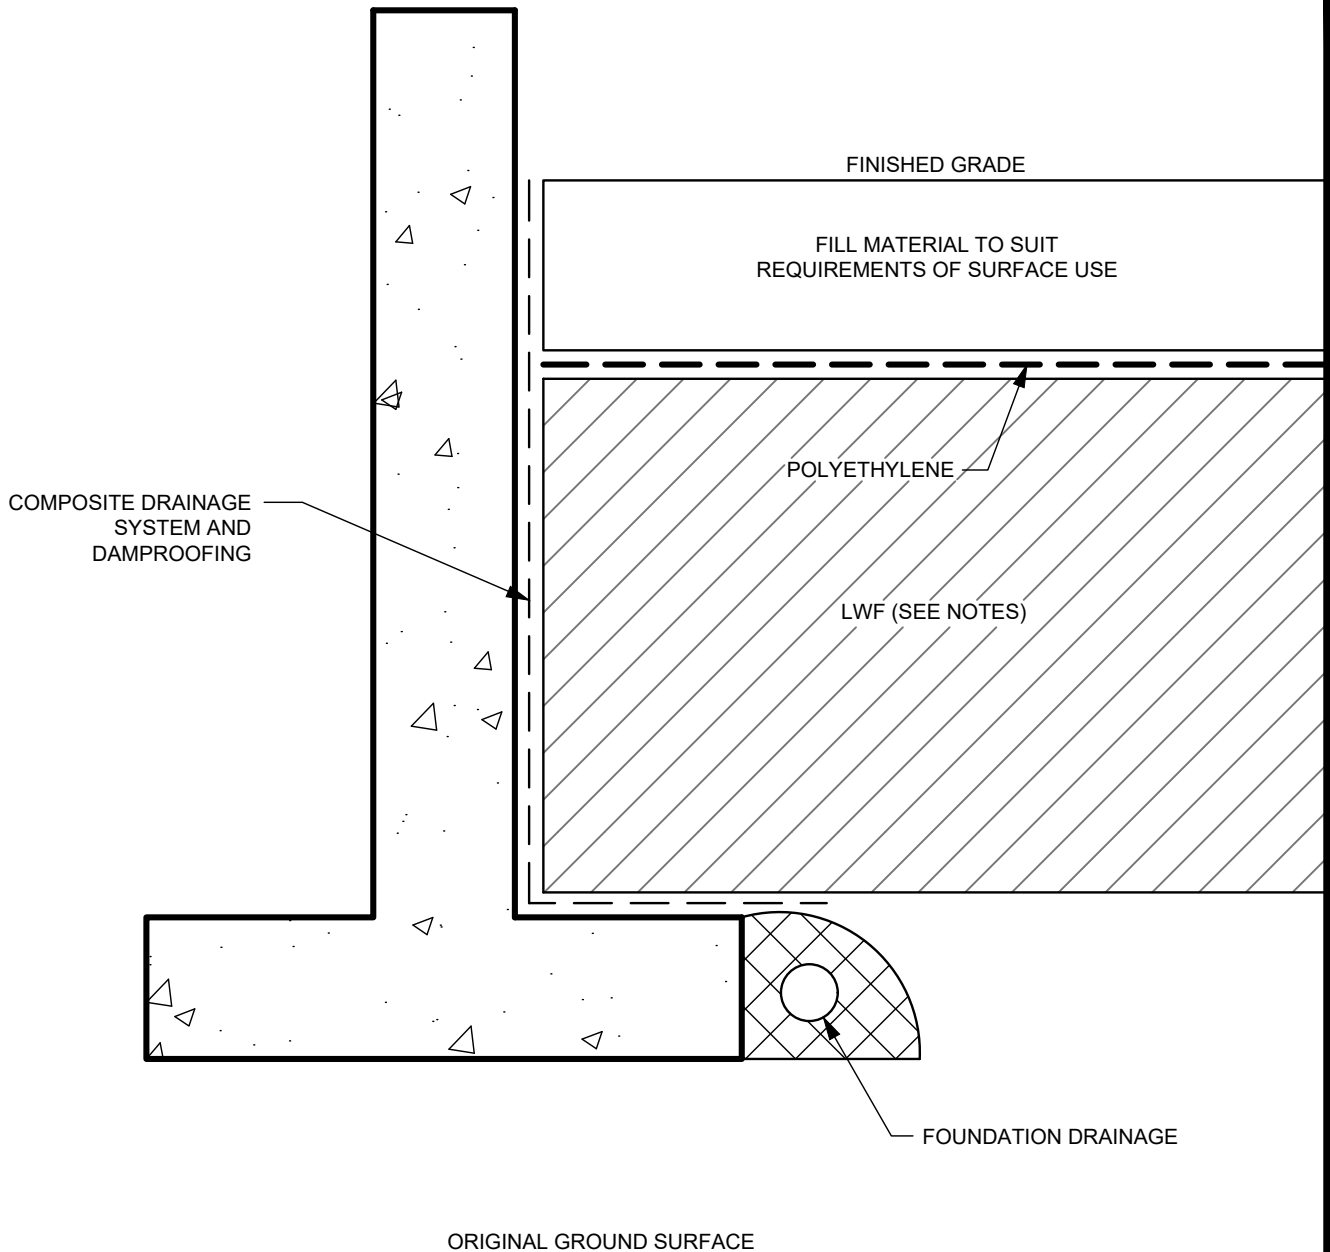 FINISHED GRADE
FILL MATERIAL TO SUIT
REQUIREMENTS OF SURFACE USE
POLYETHYLENE
COMPOSITE DRAINAGE
SYSTEM AND
DAMPROOFING
LWF (SEE NOTES)
FOUNDATION DRAINAGE
ORIGINAL GROUND SURFACE